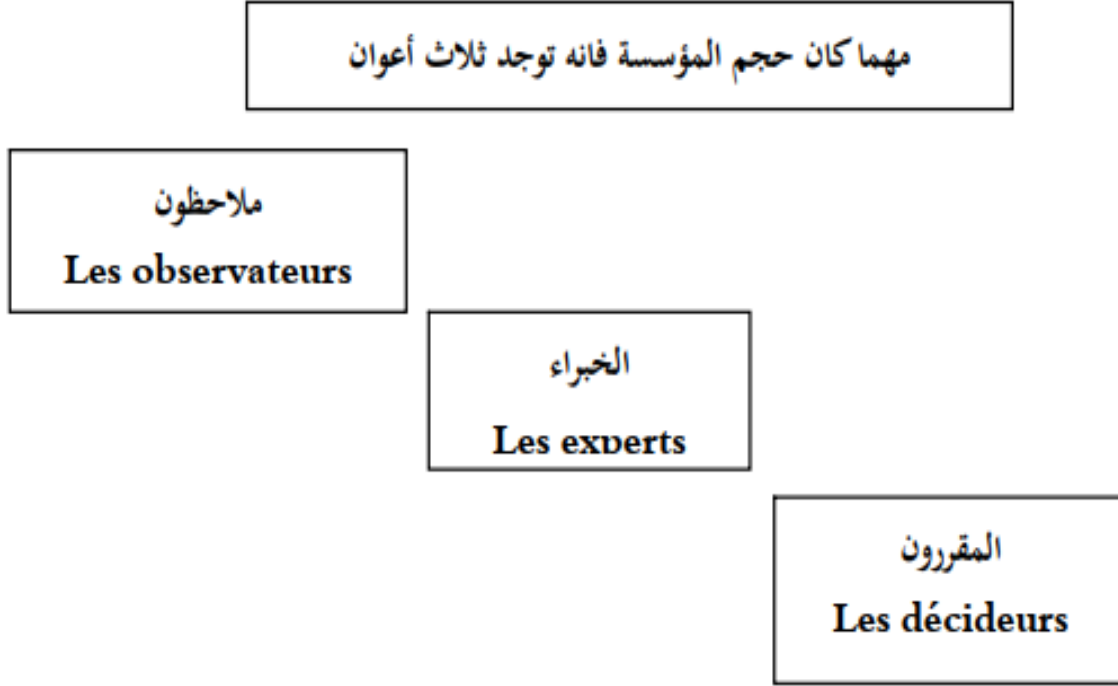 مهما كان حجم المؤسسة فانه توجد ثلاث أعوان
ملاحظون
Les observateurs
الخبراء
Les experts
المقررون
Les décideurs